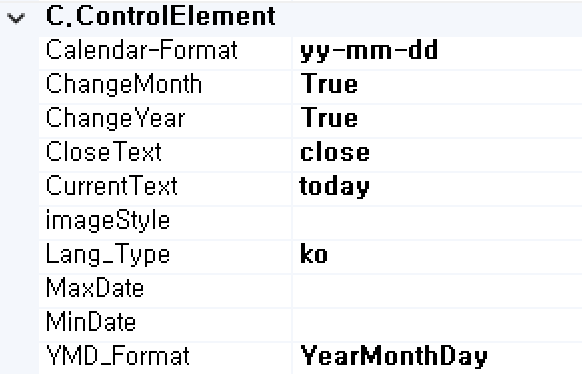 C.ControlElement
Calendar-Format yy-mm-dd
ChangeMonth True
ChangeYear True
CloseText close
CurrentText today
imageStyle
Lang_Type ko
MaxDate
MinDate
YMD_Format YearMonthDay